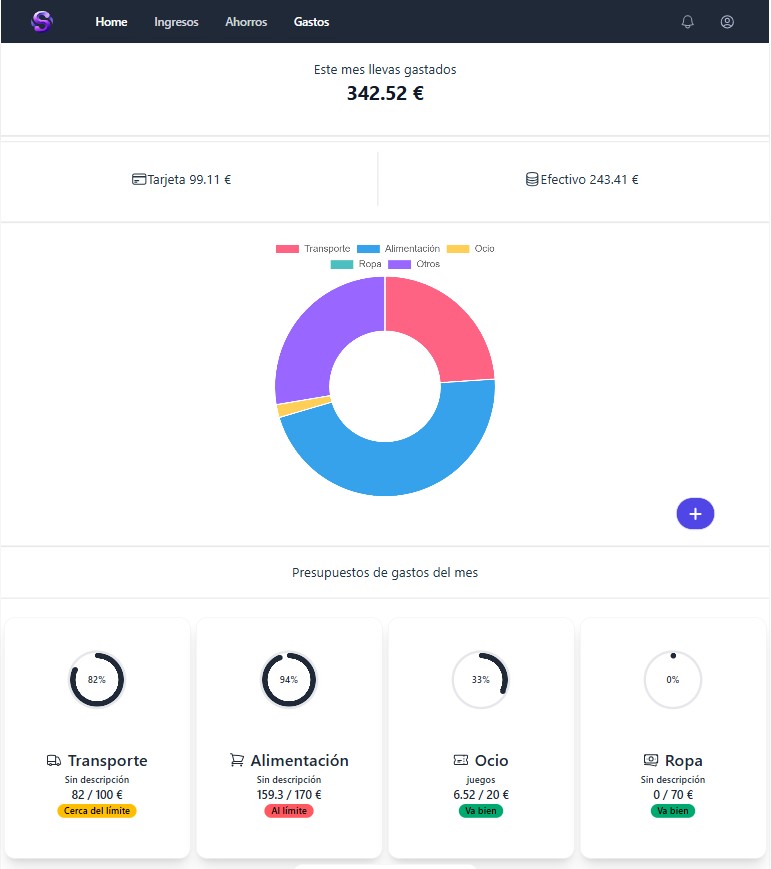 S
Home Ingresos Ahorros Gastos
Este mes llevas gastados
342.52 €
Tarjeta 99.11 € Efectivo 243.41 €
Transporte Alimentación Ocio
Ropa Otros
+
Presupuestos de gastos del mes
82% 94% 33% 0%
Transporte Alimentación Ocio Ropa
Sin descripción Sin descripción juegos Sin descripción
82 / 100 € 159.3 / 170 € 6.52 / 20 € 0 / 70 €
Cerca del límite Al límite Va bien Va bien